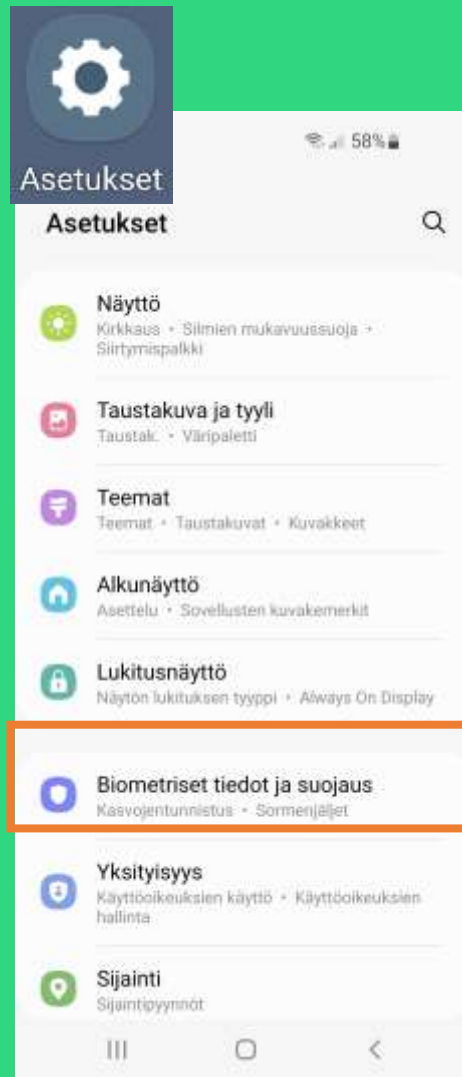 Asetukset
58%
Asetukset
Näyttö
Kirkkaus • Silmien mukavuussuoja •
Siirtymispalkki
Taustakuva ja tyyli
Taustak. • Väripaletti
Teemat
Teemat • Taustakuvat • Kuvakkeet
Alkunäyttö
Asettelu • Sovellusten kuvakemerkit
Lukitusnäyttö
Näytön lukituksen tyyppi • Always On Display
Biometriset tiedot ja suojaus
Kasvojentunnistus • Sormenjäljet
Yksityisyys
Käyttöoikeuksien käyttö • Käyttöoikeuksien
hallinta
Sijainti
Sijaintipyynnöt